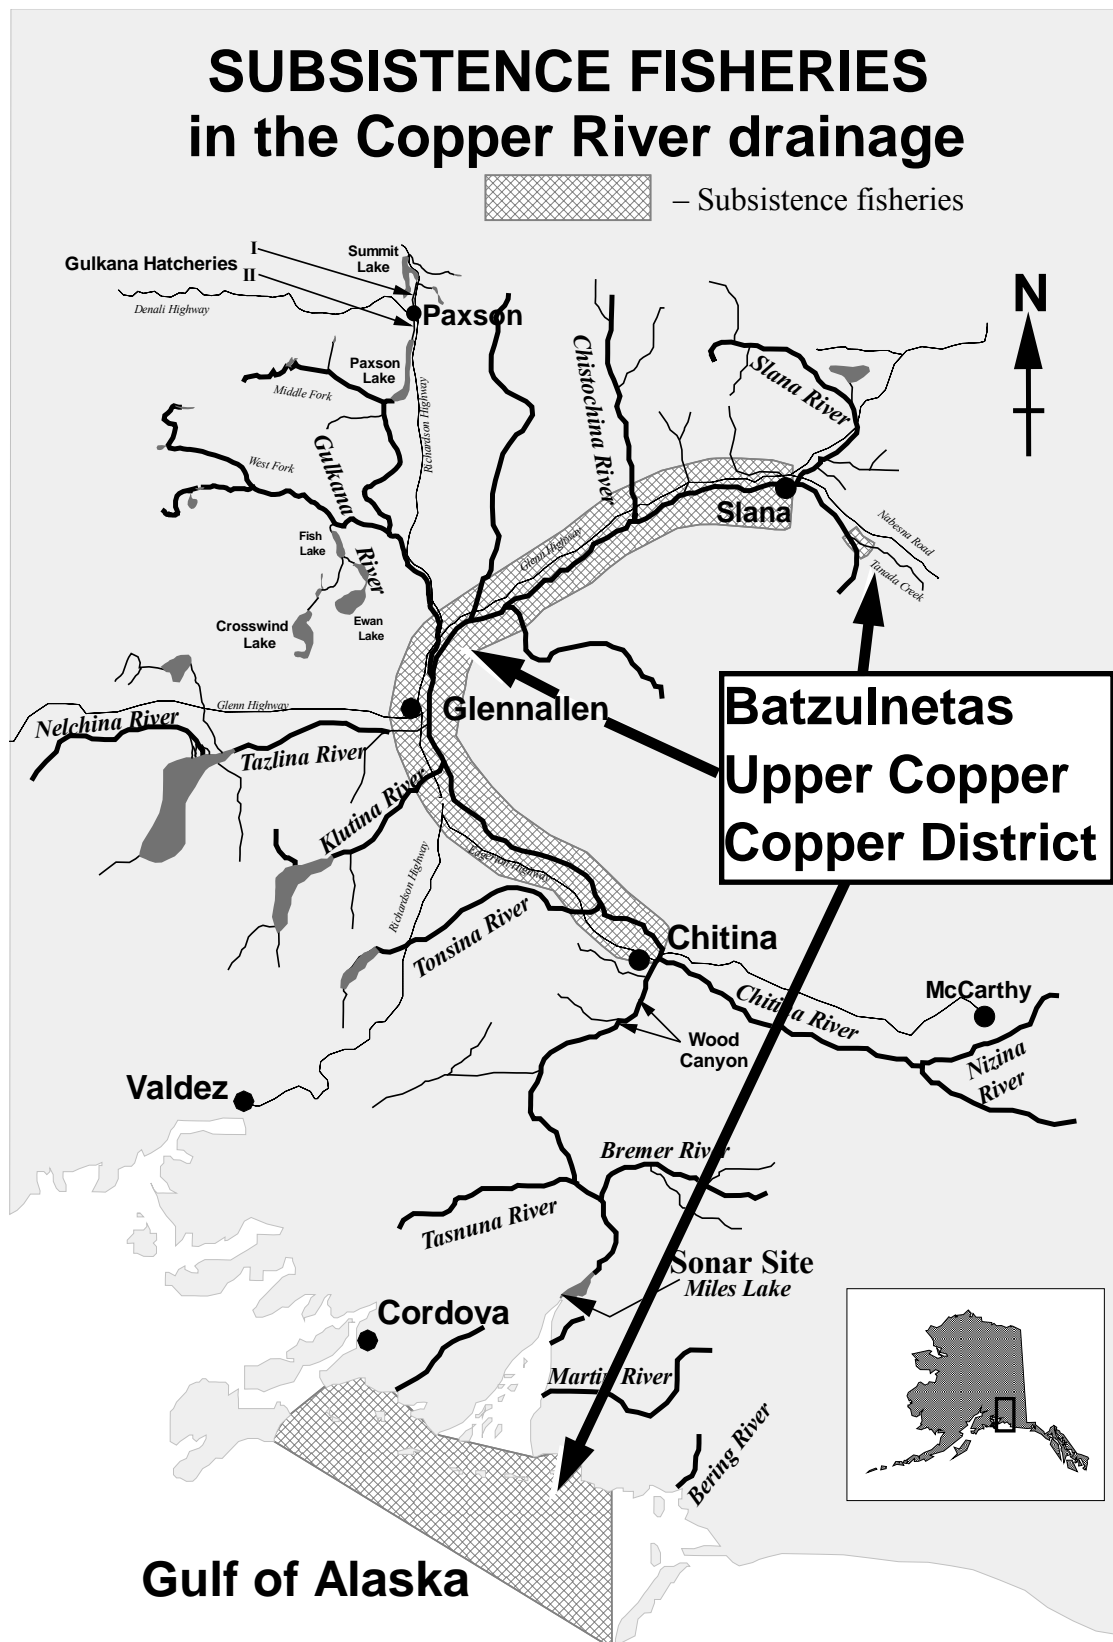 SUBSISTENCE FISHERIES
in the Copper River drainage
– Subsistence fisheries
I
Gulkana Hatcheries
II
Summit
Lake
Denali Highway
Paxson
N
Paxson
Lake
Middle Fork
Richardson Highway
Chistochina River
Slana River
Gulkana
River
West Fork
Slana
Nabesna Road
Tanada Creek
Glenn Highway
Fish
Lake
Ewan
Lake
Crosswind
Lake
Glenn Highway
Nelchina River
Tazlina River
Glennallen
Batzulnetas
Upper Copper
Copper District
Klutina River
Edgerton Highway
Richardson Highway
Tonsina River
Chitina
Chitina River
McCarthy
Nizina
River
Wood
Canyon
Valdez
Bremer River
Tasnuna River
Sonar Site
Miles Lake
Cordova
Martin River
Bering River
Gulf of Alaska